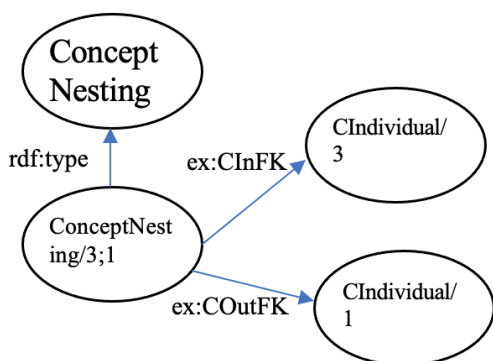 Concept
Nesting
rdf:type
ex:CInFK
CIndividual/
3
ConceptNest
ing/3;1
ex:COutFK
CIndividual/
1